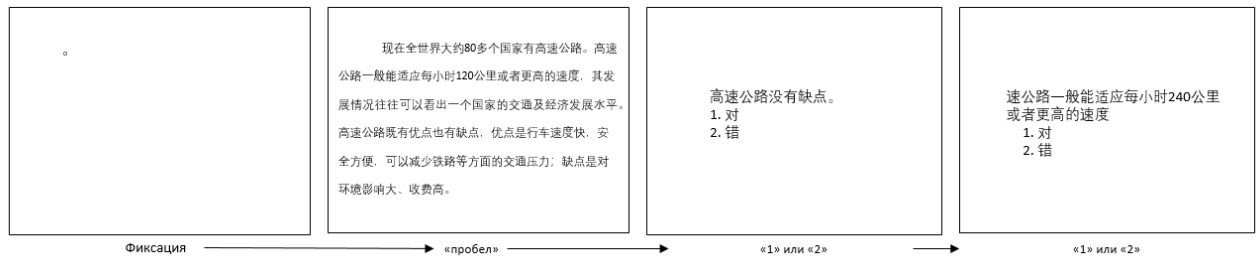 。
现在全世界大约80多个国家有高速公路。高速
公路一般能适应每小时120公里或者更高的速度，其发
展情况往往可以看出一个国家的交通及经济发展水平。
高速公路既有优点也有缺点，优点是行车速度快，安
全方便，可以减少铁路等方面的交通压力；缺点是对
环境影响大、收费高。
高速公路没有缺点。
1. 对
2. 错
速公路一般能适应每小时240公里
或者更高的速度
1. 对
2. 错
Фиксация
«пробел»
«1» или «2»
«1» или «2»